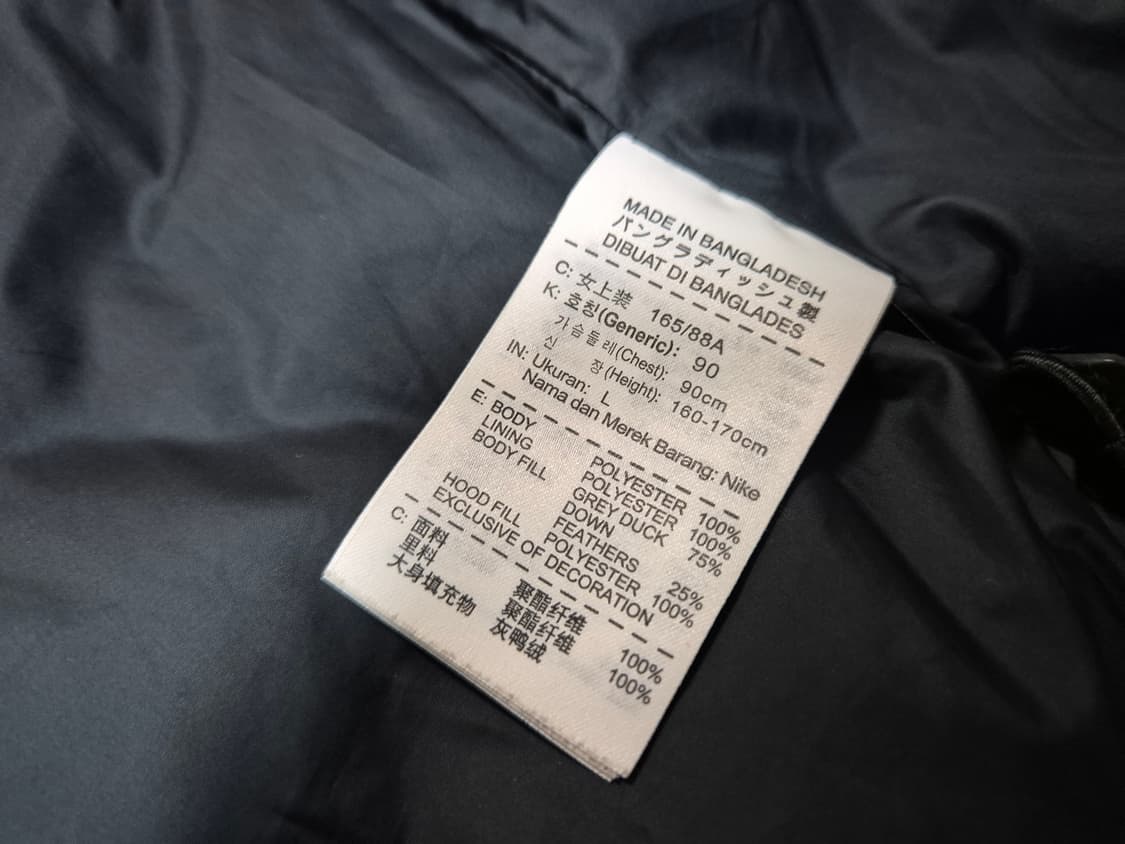 MADE IN BANGLADESH
バングラディッシュ製
DIBUAT DI BANGLADES
C: 女上装 165/88A
K: 호칭(Generic): 90
가슴둘레(Chest): 90cm
신 장(Height): 160-170cm
IN: Ukuran: L
Nama dan Merek Barang: Nike
E: BODY POLYESTER 100%
LINING POLYESTER 100%
BODY FILL GREY DUCK DOWN 75%
FEATHERS 25%
HOOD FILL POLYESTER 100%
EXCLUSIVE OF DECORATION
C: 面料 聚酯纤维 100%
里料 聚酯纤维 100%
大身填充物 灰鸭绒